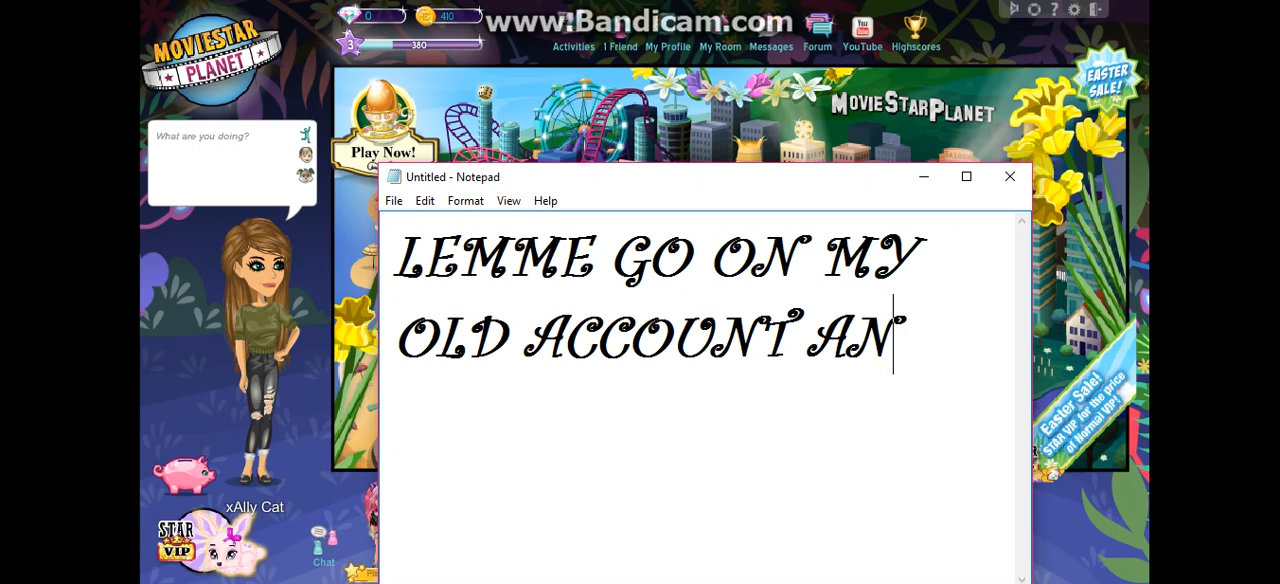 www.Bandicam.com
MOVIESTAR
PLANET
0
410
3
380
Activities
1 Friend
My Profile
My Room
Messages
Forum
You
Tube
YouTube
Highscores
EASTER
SALE!
What are you doing?
Play Now!
MOVIESTARPLANET
Untitled - Notepad
File Edit Format View Help
LEMME GO ON MY
OLD ACCOUNT AN
Easter Sale!
STAR VIP for the price
of Normal VIP!
xAlly Cat
STAR
VIP
Chat